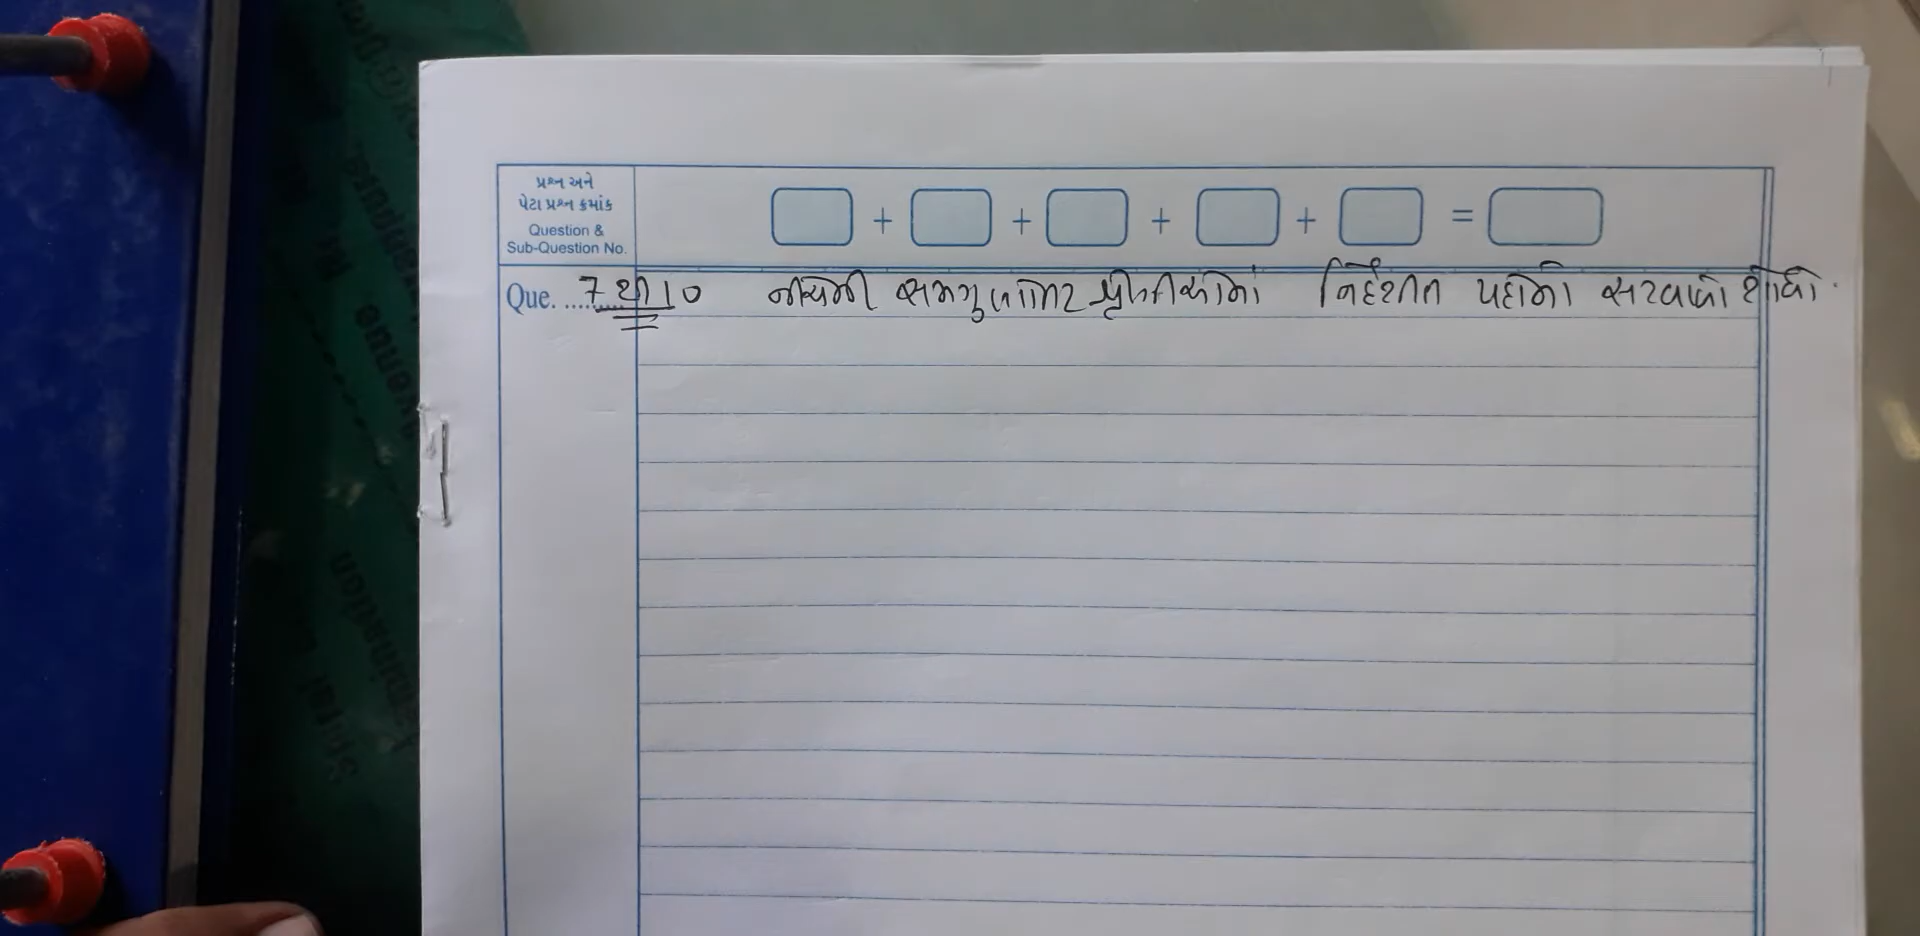 પ્રશ્ન અને
પેટા પ્રશ્ન ક્રમાંક
Question &
Sub-Question No.
+ + + + =
Que. ..... 7 થી 10 નીચેની સમગુણોત્તર શ્રેણીઓમાં નિર્દેશીત પદોનો સરવાળો શોધો.